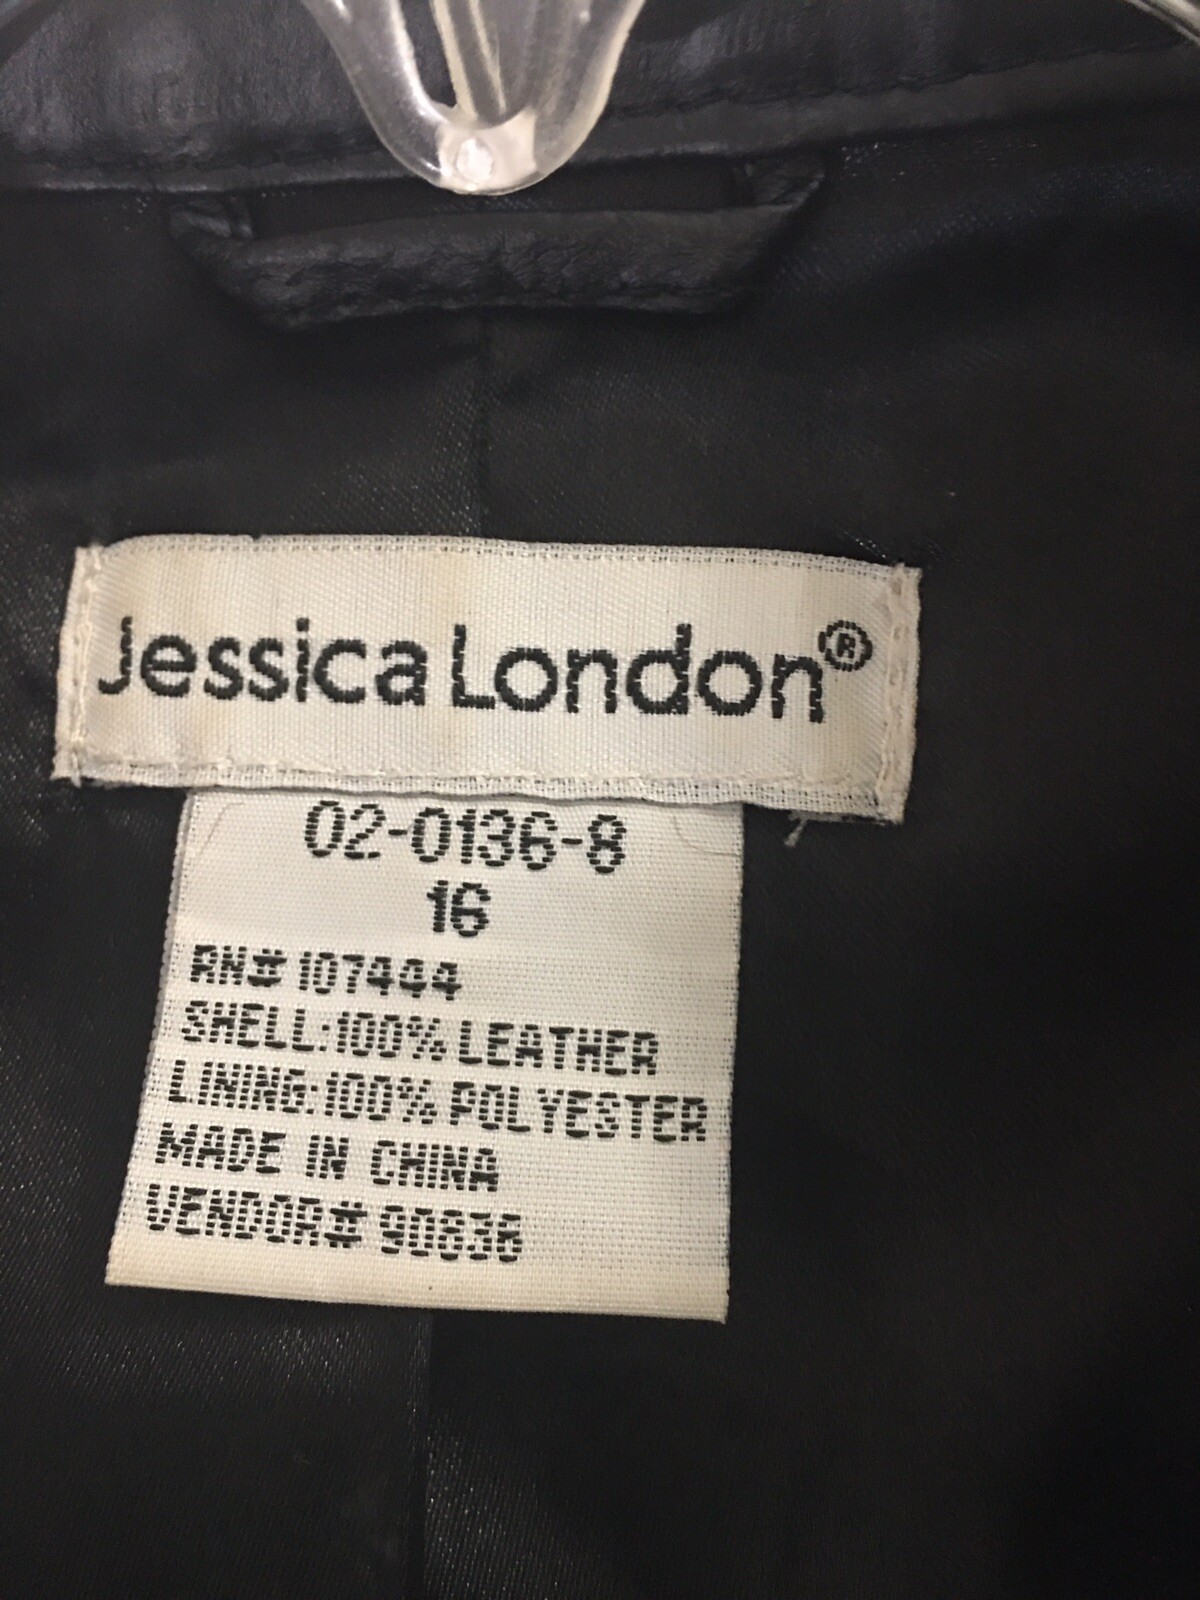 Jessica London®
02-0136-8
16
RN# 107444
SHELL:100% LEATHER
LINING:100% POLYESTER
MADE IN CHINA
VENDOR# 90836